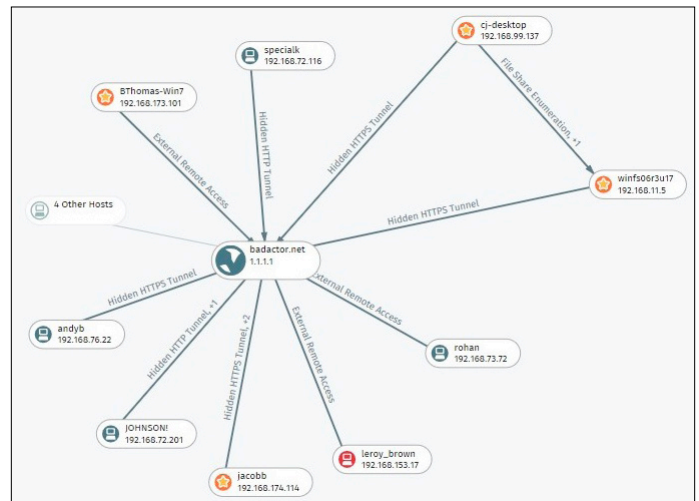 cj-desktop
192.168.99.137
specialk
192.168.72.116
BThomas-Win7
192.168.173.101
File Share Enumeration, +1
Hidden HTTPS Tunnel
Hidden HTTP Tunnel
External Remote Access
winfs06r3u17
192.168.11.5
4 Other Hosts
Hidden HTTPS Tunnel
badactor.net
1.1.1.1
Hidden HTTPS Tunnel
External Remote Access
andyb
192.168.76.22
Hidden HTTP Tunnel, +1
Hidden HTTPS Tunnel, +2
External Remote Access
rohan
192.168.73.72
JOHNSON!
192.168.72.201
leroy_brown
192.168.153.17
jacobb
192.168.174.114